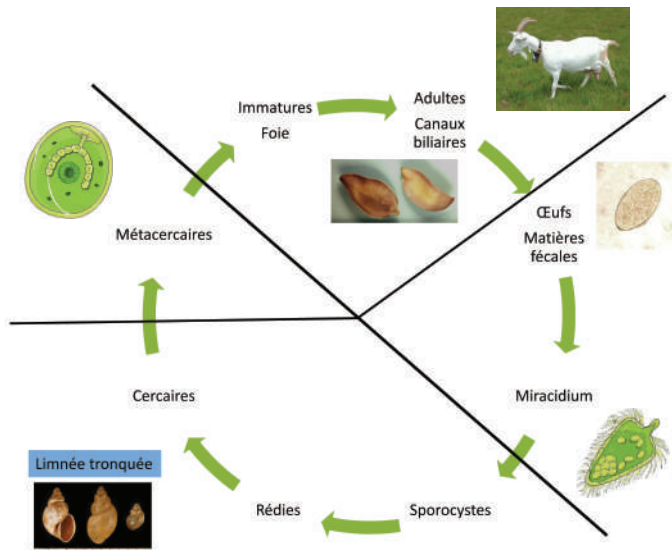 Immatures
Foie
Adultes
Canaux
biliaires
Œufs
Matières
fécales
Miracidium
Sporocystes
Rédies
Limnée tronquée
Cercaires
Métacercaires